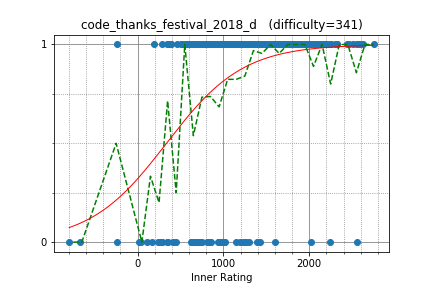 code_thanks_festival_2018_d (difficulty=341)
1
0
0 1000 2000
Inner Rating